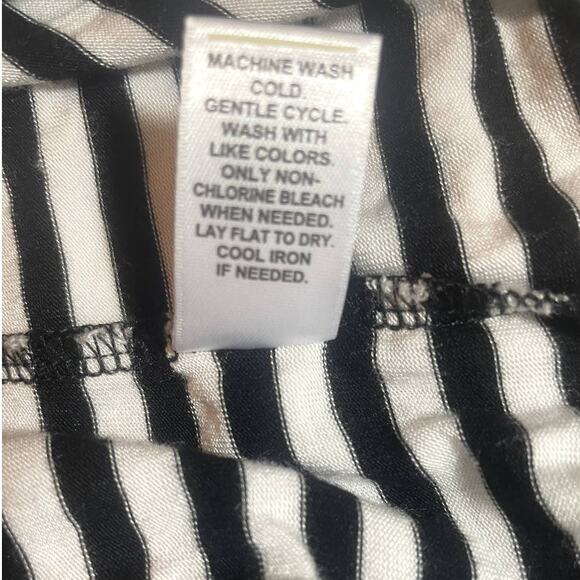 MACHINE WASH
COLD.
GENTLE CYCLE.
WASH WITH
LIKE COLORS.
ONLY NON-
CHLORINE BLEACH
WHEN NEEDED.
LAY FLAT TO DRY.
COOL IRON
IF NEEDED.